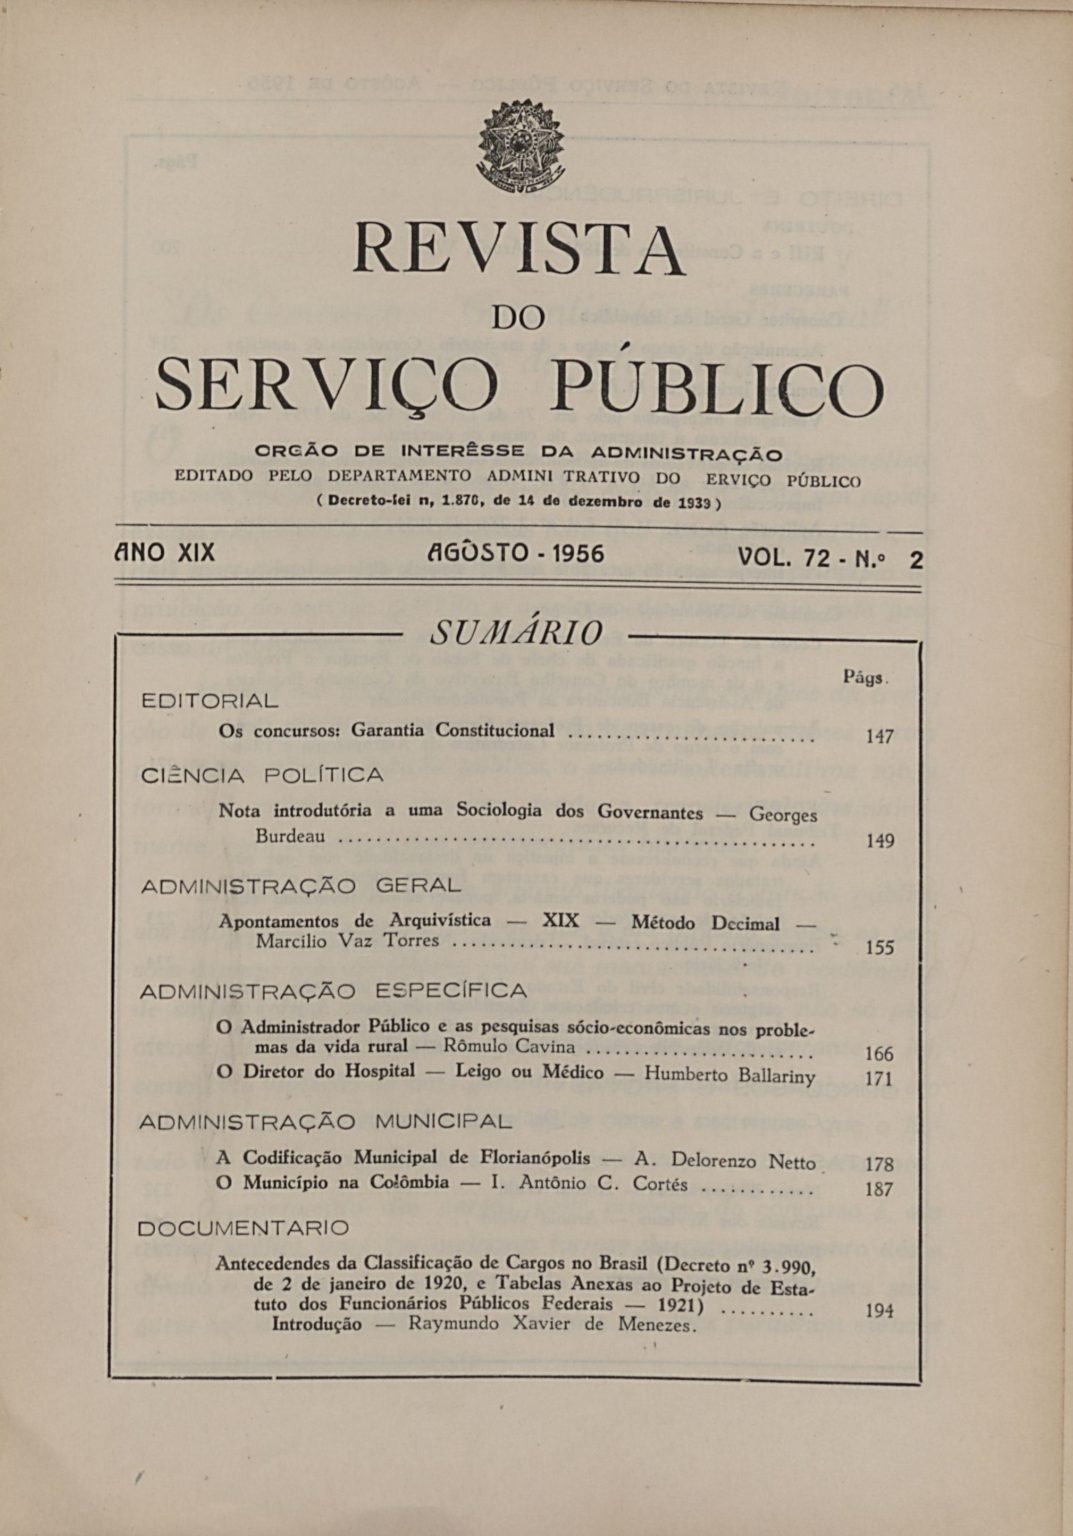 REVISTA
DO
SERVIÇO PÚBLICO
ORGÃO DE INTERÊSSE DA ADMINISTRAÇÃO
EDITADO PELO DEPARTAMENTO ADMINI TRATIVO DO ERVIÇO PÚBLICO
( Decreto-lei n, 1.870, de 14 de dezembro de 1939 )
ANO XIX AGÔSTO - 1956 VOL. 72 - N.º 2
SUMÁRIO
Págs.
EDITORIAL
Os concursos: Garantia Constitucional .......................... 147
CIÊNCIA POLÍTICA
Nota introdutória a uma Sociologia dos Governantes — Georges
Burdeau .................................................. 149
ADMINISTRAÇÃO GERAL
Apontamentos de Arquivística — XIX — Método Decimal —
Marcílio Vaz Torres ...................................... 155
ADMINISTRAÇÃO ESPECÍFICA
O Administrador Público e as pesquisas sócio-econômicas nos proble-
mas da vida rural — Rômulo Cavina ........................ 166
O Diretor do Hospital — Leigo ou Médico — Humberto Ballariny 171
ADMINISTRAÇÃO MUNICIPAL
A Codificação Municipal de Florianópolis — A. Delorenzo Netto 178
O Município na Colômbia — I. Antônio C. Cortés ............ 187
DOCUMENTARIO
Antecedendes da Classificação de Cargos no Brasil (Decreto nº 3.990,
de 2 de janeiro de 1920, e Tabelas Anexas ao Projeto de Esta-
tuto dos Funcionários Públicos Federais — 1921) .......... 194
Introdução — Raymundo Xavier de Menezes.